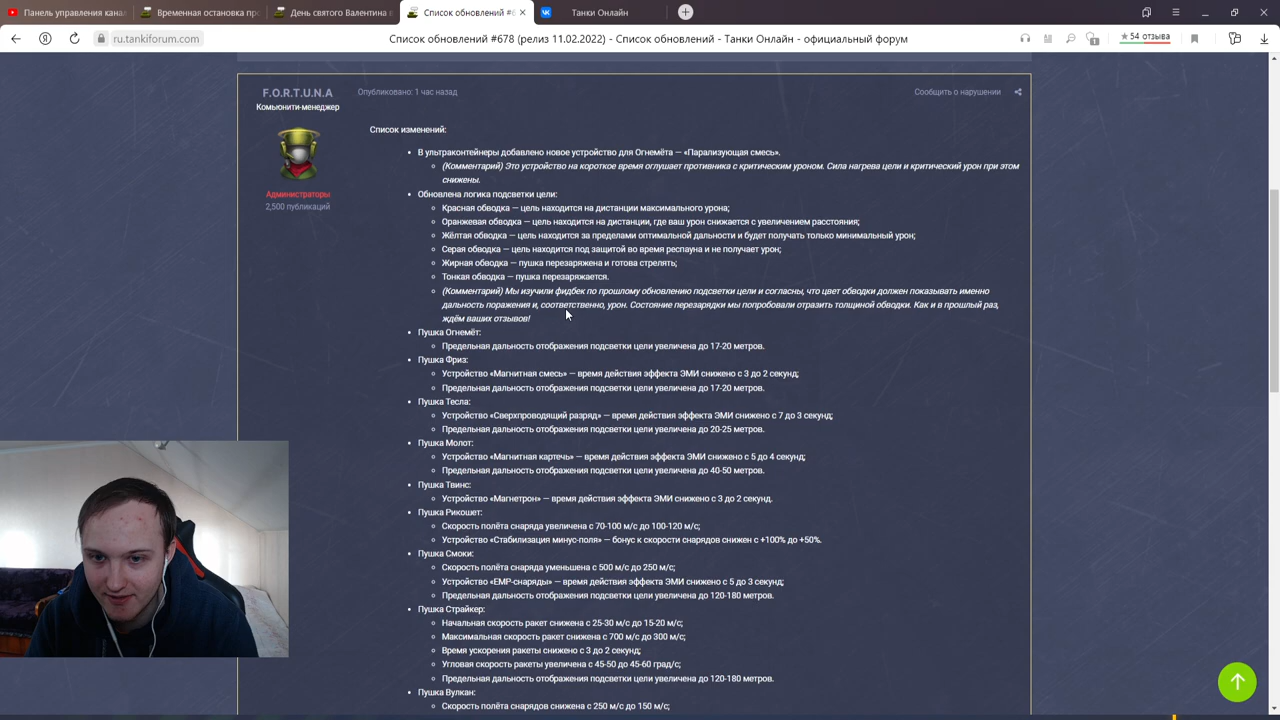 Панель управления канал
Временная остановка про
День святого Валентина в
Список обновлений #6
Танки Онлайн
ru.tankiforum.com
Список обновлений #678 (релиз 11.02.2022) - Список обновлений - Танки Онлайн - официальный форум
★ 54 отзыва
F.O.R.T.U.N.A
Комьюнити-менеджер
Администраторы
2,500 публикаций
Опубликовано: 1 час назад
Сообщить о нарушении
Список изменений:
В ультраконтейнеры добавлено новое устройство для Огнемёта — «Парализующая смесь».
(Комментарий) Это устройство на короткое время оглушает противника с критическим уроном. Сила нагрева цели и критический урон при этом
снижены.
Обновлена логика подсветки цели:
Красная обводка — цель находится на дистанции максимального урона;
Оранжевая обводка — цель находится на дистанции, где ваш урон снижается с увеличением расстояния;
Жёлтая обводка — цель находится за пределами оптимальной дальности и будет получать только минимальный урон;
Серая обводка — цель находится под защитой во время респауна и не получает урон;
Жирная обводка — пушка перезаряжена и готова стрелять;
Тонкая обводка — пушка перезаряжается.
(Комментарий) Мы изучили фидбек по прошлому обновлению подсветки цели и согласны, что цвет обводки должен показывать именно
дальность поражения и, соответственно, урон. Состояние перезарядки мы попробовали отразить толщиной обводки. Как и в прошлый раз,
ждём ваших отзывов!
Пушка Огнемёт:
Предельная дальность отображения подсветки цели увеличена до 17-20 метров.
Пушка Фриз:
Устройство «Магнитная смесь» — время действия эффекта ЭМИ снижено с 3 до 2 секунд;
Предельная дальность отображения подсветки цели увеличена до 17-20 метров.
Пушка Тесла:
Устройство «Сверхпроводящий разряд» — время действия эффекта ЭМИ снижено с 7 до 3 секунд;
Предельная дальность отображения подсветки цели увеличена до 20-25 метров.
Пушка Молот:
Устройство «Магнитная картечь» — время действия эффекта ЭМИ снижено с 5 до 4 секунд;
Предельная дальность отображения подсветки цели увеличена до 40-50 метров.
Пушка Твинс:
Устройство «Магнетрон» — время действия эффекта ЭМИ снижено с 3 до 2 секунд.
Пушка Рикошет:
Скорость полёта снаряда увеличена с 70-100 м/с до 100-120 м/с;
Устройство «Стабилизация минус-поля» — бонус к скорости снарядов снижен с +100% до +50%.
Пушка Смоки:
Скорость полёта снаряда уменьшена с 500 м/с до 250 м/с;
Устройство «EMP-снаряды» — время действия эффекта ЭМИ снижено с 5 до 3 секунд;
Предельная дальность отображения подсветки цели увеличена до 120-180 метров.
Пушка Страйкер:
Начальная скорость ракет снижена с 25-30 м/с до 15-20 м/с;
Максимальная скорость ракет снижена с 700 м/с до 300 м/с;
Время ускорения ракеты снижено с 3 до 2 секунд;
Угловая скорость ракеты увеличена с 45-50 до 45-60 град/с;
Предельная дальность отображения подсветки цели увеличена до 120-180 метров.
Пушка Вулкан:
Скорость полёта снарядов снижена с 250 м/с до 150 м/с;